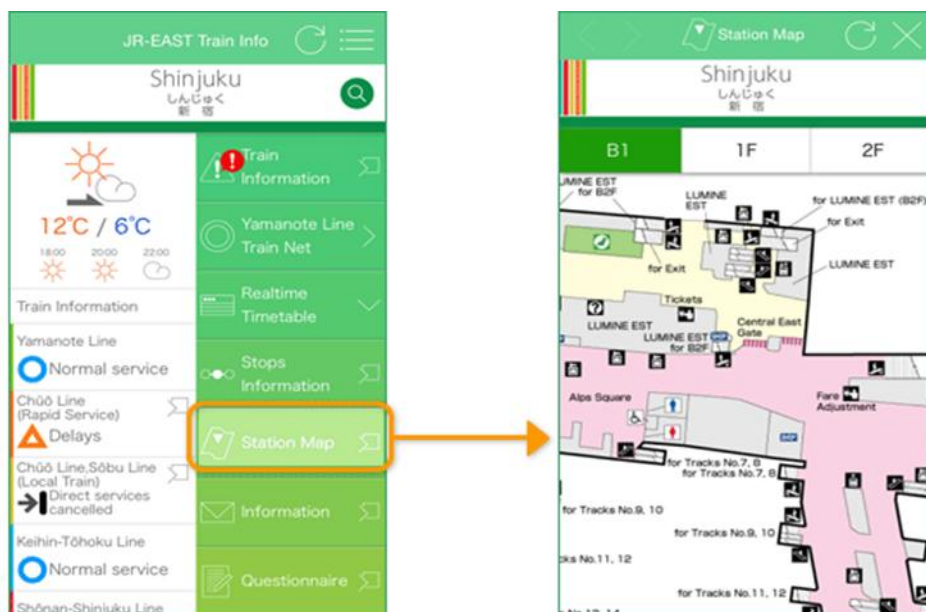 JR-EAST Train Info
Shinjuku
しんじゅく
新宿
12℃ / 6℃
18:00 20:00 22:00
Train Information
Yamanote Line
Normal service
Chūō Line
(Rapid Service)
Delays
Chūō Line,Sōbu Line
(Local Train)
Direct services
cancelled
Keihin-Tōhoku Line
Normal service
Shōnan-Shinjuku Line
Train
Information
Yamanote Line
Train Net
Realtime
Timetable
Stops
Information
Station Map
Information
Questionnaire
Station Map
Shinjuku
しんじゅく
新宿
B1 1F 2F
UMINE EST
for B2F
LUMINE
EST
for LUMINE EST (B2F)
for Exit
LUMINE EST
for Exit
Tickets
LUMINE EST
LUMINE EST
for B2F
Central East
Gate
Alps Square
Fare
Adjustment
for Tracks No.7, 8
for Tracks No.7, 8
for Tracks No.9, 10
for Tracks No.9, 10
cks No.11, 12
for Tracks No.11, 12